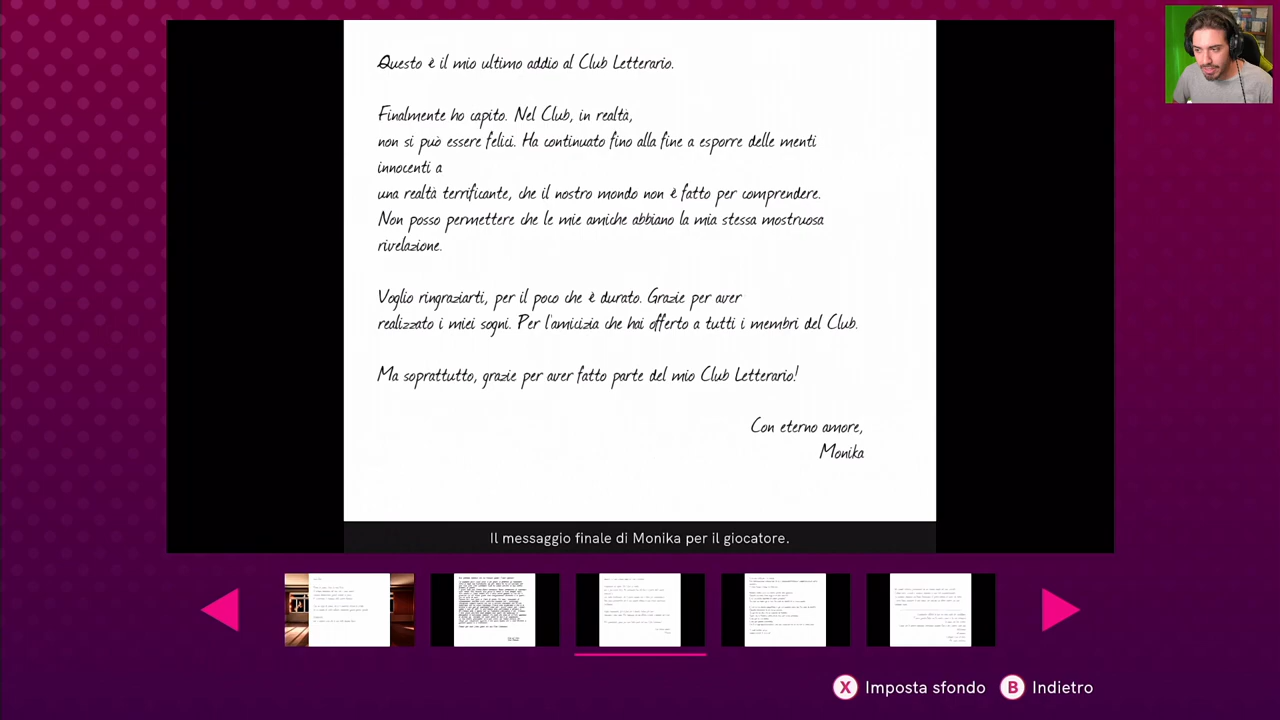 Questo è il mio ultimo addio al Club Letterario.
Finalmente ho capito. Nel Club, in realtà,
non si può essere felici. Ha continuato fino alla fine a esporre delle menti
innocenti a
una realtà terrificante, che il nostro mondo non è fatto per comprendere.
Non posso permettere che le mie amiche abbiano la mia stessa mostruosa
rivelazione.
Voglio ringraziarti, per il poco che è durato. Grazie per aver
realizzato i miei sogni. Per l'amicizia che hai offerto a tutti i membri del Club.
Ma soprattutto, grazie per aver fatto parte del mio Club Letterario!
Con eterno amore,
Monika
Il messaggio finale di Monika per il giocatore.
X Imposta sfondo B Indietro